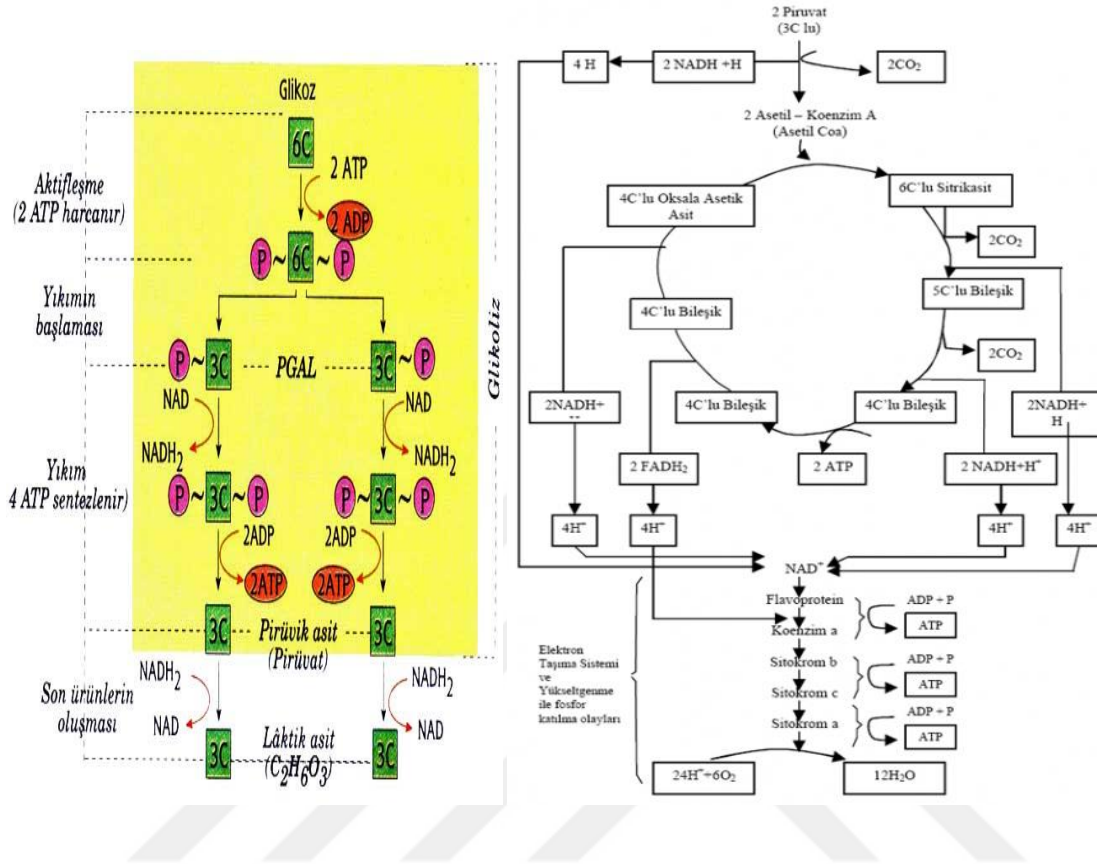 Glikoz
6C
2 ATP
Aktifleşme
(2 ATP harcanır)
2 ADP
P ~ 6C ~ P
Yıkımın
başlaması
P ~ 3C
PGAL
3C ~ P
NAD
NAD
NADH2
NADH2
Yıkım
4 ATP sentezlenir
P ~ 3C ~ P
P ~ 3C ~ P
2ADP
2ADP
2ATP
2ATP
3C
Pirüvik asit
(Pirüvat)
3C
NADH2
NADH2
Son ürünlerin
oluşması
NAD
NAD
3C
Lâktik asit
(C2H6O3)
3C
Glikoliz
2 Piruvat
(3C lu)
4 H
2 NADH +H
2CO2
2 Asetil – Koenzim A
(Asetil Coa)
4C'lu Oksala Asetik
Asit
6C'lu Sitrikasit
2CO2
5C'lu Bileşik
4C'lu Bileşik
2CO2
4C'lu Bileşik
4C'lu Bileşik
2NADH+
2NADH+
H
2 FADH2
2 ATP
2 NADH+H+
4H+
4H+
4H+
4H+
NAD+
Flavoprotein
Koenzim a
Sitokrom b
Sitokrom c
Sitokrom a
ADP + P
ATP
ADP + P
ATP
ADP + P
ATP
Elektron
Taşıma Sistemi
ve
Yükseltgenme
ile fosfor
katılma olayları
24H++6O2
12H2O